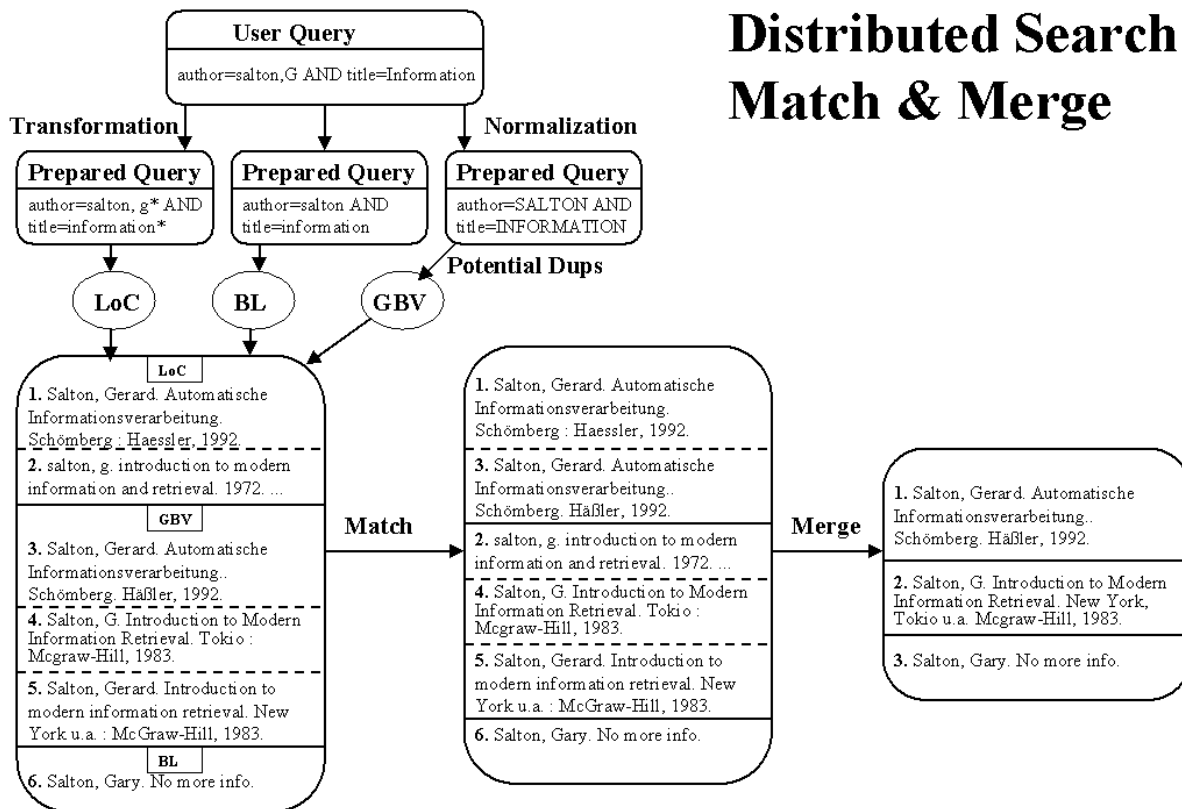 Distributed Search
Match & Merge
User Query
author=salton,G AND title=Information
Transformation
Normalization
Prepared Query
author=salton, g* AND
title=information*
Prepared Query
author=salton AND
title=information
Prepared Query
author=SALTON AND
title=INFORMATION
Potential Dups
LoC
BL
GBV
LoC
1. Salton, Gerard. Automatische
Informationsverarbeitung.
Schömberg : Haessler, 1992.
2. salton, g. introduction to modern
information and retrieval. 1972. ...
GBV
3. Salton, Gerard. Automatische
Informationsverarbeitung..
Schömberg. Häßler, 1992.
4. Salton, G. Introduction to Modern
Information Retrieval. Tokio :
Mcgraw-Hill, 1983.
5. Salton, Gerard. Introduction to
modern information retrieval. New
York u.a. : McGraw-Hill, 1983.
BL
6. Salton, Gary. No more info.
Match
1. Salton, Gerard. Automatische
Informationsverarbeitung.
Schömberg : Haessler, 1992.
3. Salton, Gerard. Automatische
Informationsverarbeitung..
Schömberg. Häßler, 1992.
2. salton, g. introduction to modern
information and retrieval. 1972. ...
4. Salton, G. Introduction to Modern
Information Retrieval. Tokio :
Mcgraw-Hill, 1983.
5. Salton, Gerard. Introduction to
modern information retrieval. New
York u.a. : McGraw-Hill, 1983.
6. Salton, Gary. No more info.
Merge
1. Salton, Gerard. Automatische
Informationsverarbeitung..
Schömberg. Häßler, 1992.
2. Salton, G. Introduction to Modern
Information Retrieval. New York,
Tokio u.a. Mcgraw-Hill, 1983.
3. Salton, Gary. No more info.